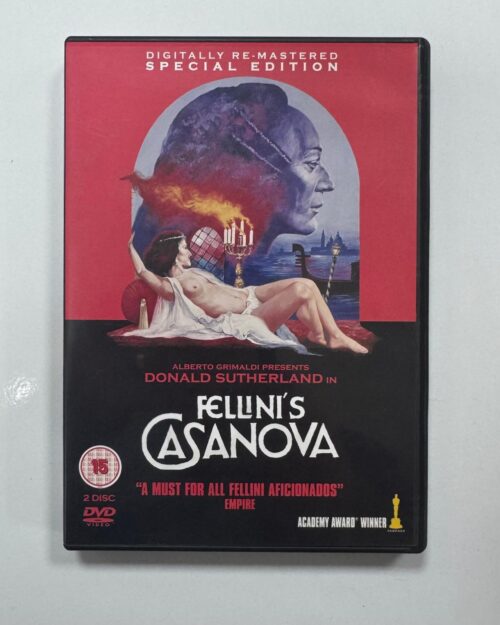 DIGITALLY RE-MASTERED
SPECIAL EDITION
ALBERTO GRIMALDI PRESENTS
DONALD SUTHERLAND IN
FELLINI'S
CASANOVA
15
2 DISC
DVD
VIDEO
"A MUST FOR ALL FELLINI AFICIONADOS"
EMPIRE
ACADEMY AWARD® WINNER